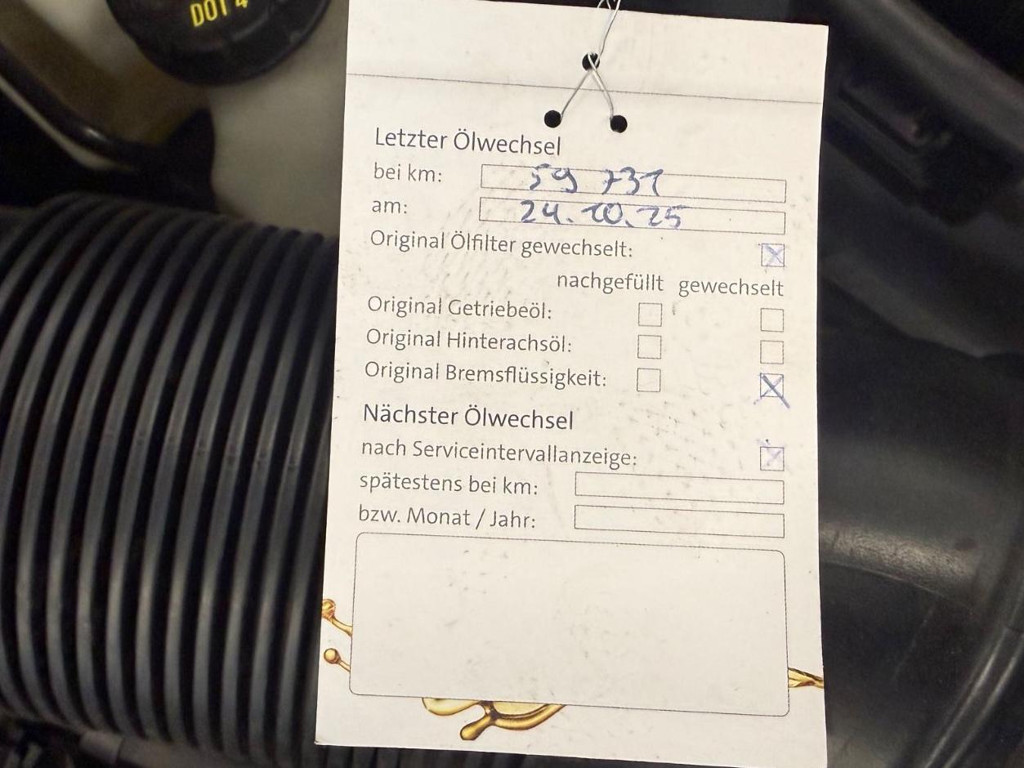 DOT 4
Letzter Ölwechsel
bei km: 59 731
am: 24.10.25
Original Ölfilter gewechselt:
nachgefüllt gewechselt
Original Getriebeöl:
Original Hinterachsöl:
Original Bremsflüssigkeit:
Nächster Ölwechsel
nach Serviceintervallanzeige:
spätestens bei km:
bzw. Monat / Jahr: